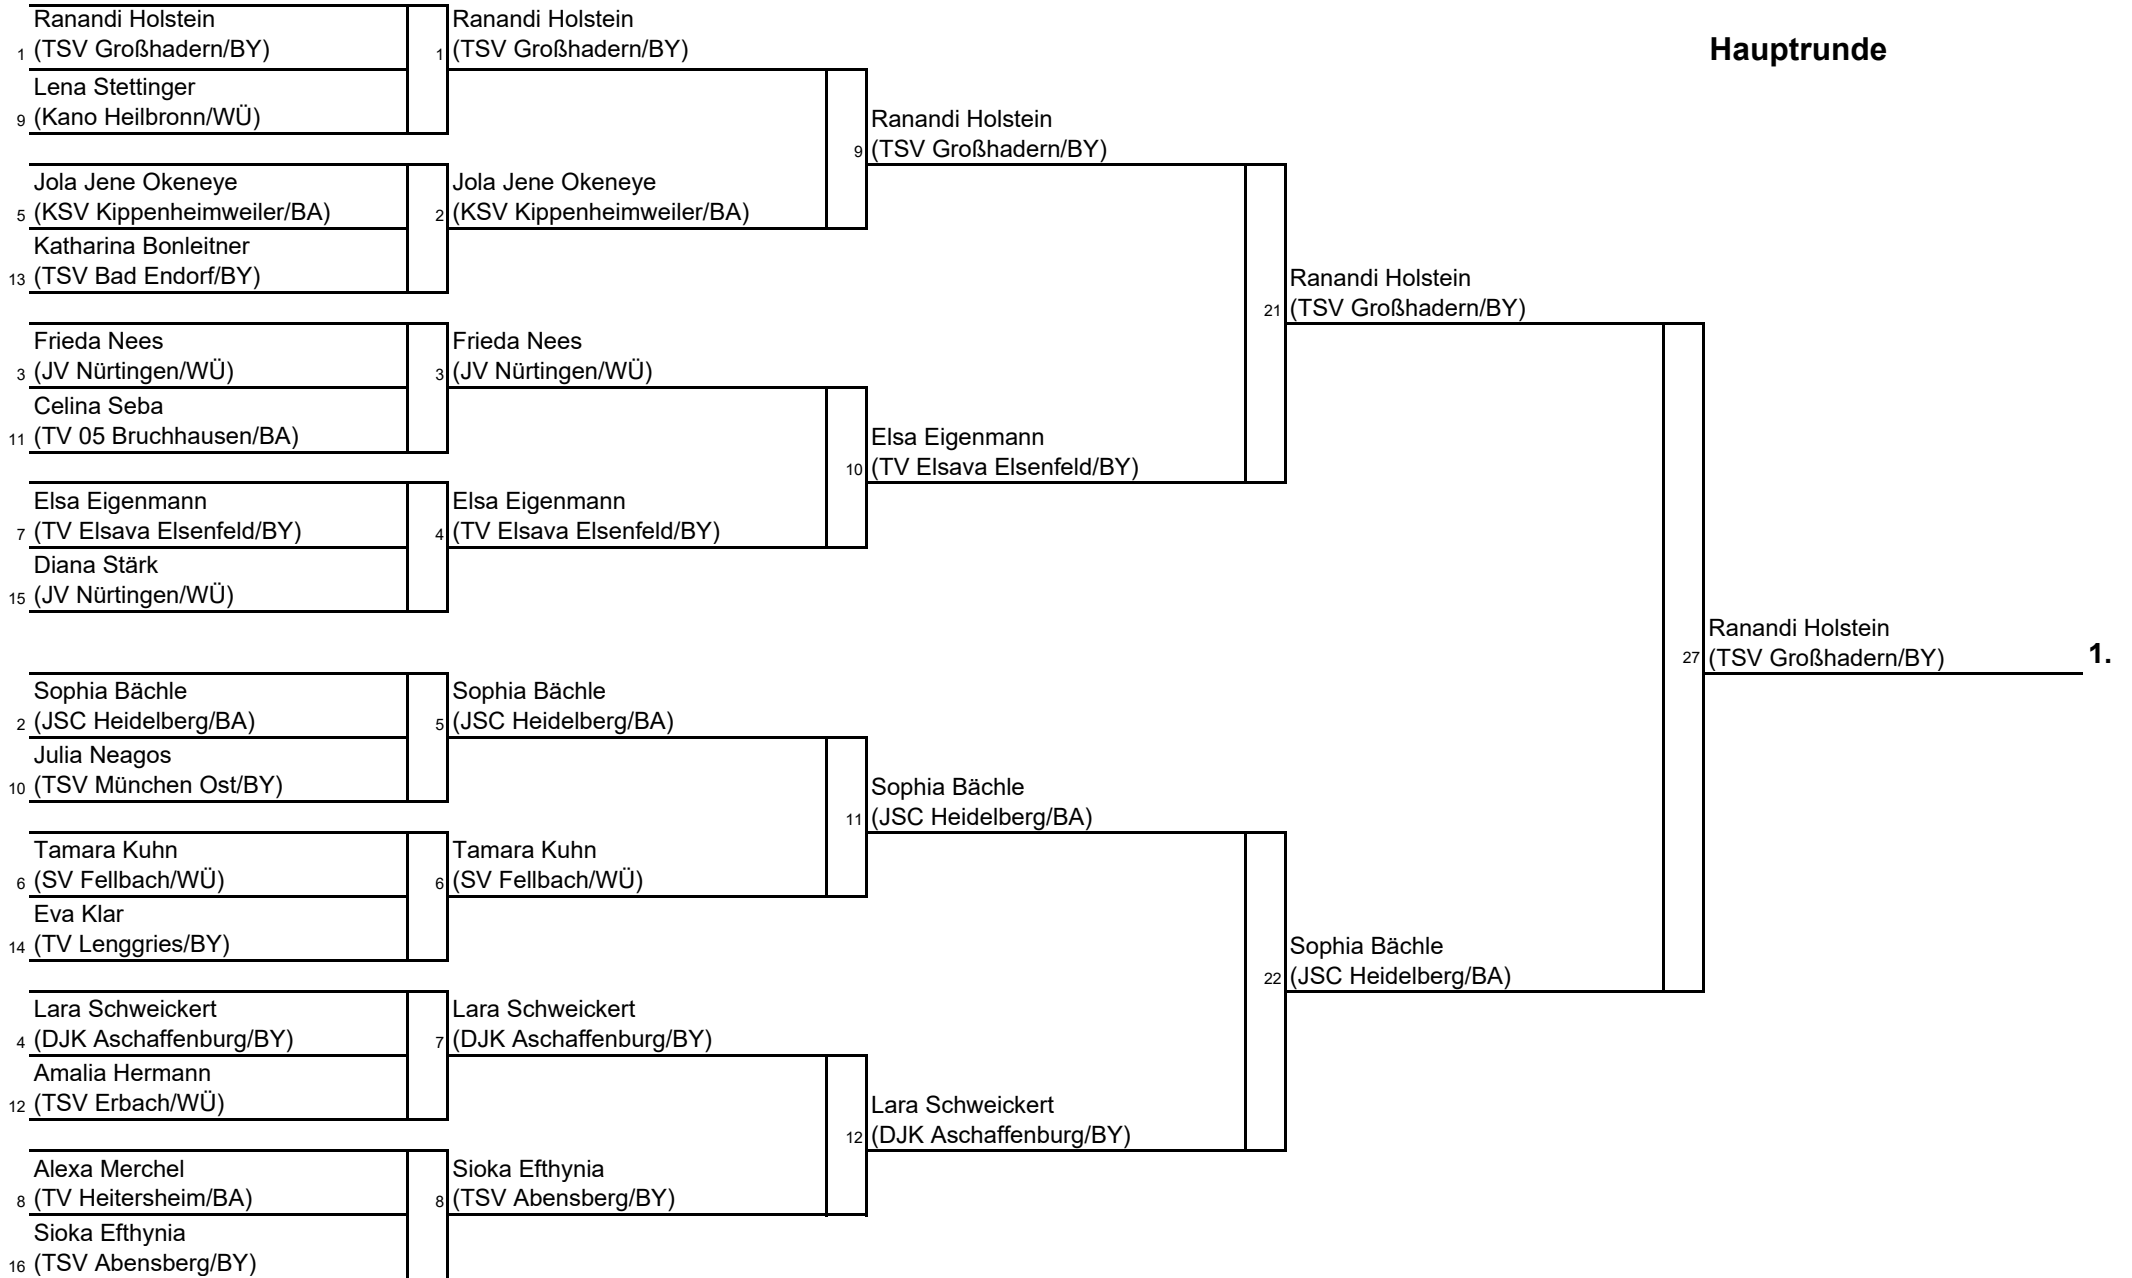 Hauptrunde
Ranandi Holstein
1 (TSV Großhadern/BY)
Lena Stettinger
9 (Kano Heilbronn/WÜ)
Jola Jene Okeneye
5 (KSV Kippenheimweiler/BA)
Katharina Bonleitner
13 (TSV Bad Endorf/BY)
Frieda Nees
3 (JV Nürtingen/WÜ)
Celina Seba
11 (TV 05 Bruchhausen/BA)
Elsa Eigenmann
7 (TV Elsava Elsenfeld/BY)
Diana Stärk
15 (JV Nürtingen/WÜ)
Sophia Bächle
2 (JSC Heidelberg/BA)
Julia Neagos
10 (TSV München Ost/BY)
Tamara Kuhn
6 (SV Fellbach/WÜ)
Eva Klar
14 (TV Lenggries/BY)
Lara Schweickert
4 (DJK Aschaffenburg/BY)
Amalia Hermann
12 (TSV Erbach/WÜ)
Alexa Merchel
8 (TV Heitersheim/BA)
Sioka Efthynia
16 (TSV Abensberg/BY)
Ranandi Holstein
1 (TSV Großhadern/BY)
Jola Jene Okeneye
2 (KSV Kippenheimweiler/BA)
Frieda Nees
3 (JV Nürtingen/WÜ)
Elsa Eigenmann
4 (TV Elsava Elsenfeld/BY)
Sophia Bächle
5 (JSC Heidelberg/BA)
Tamara Kuhn
6 (SV Fellbach/WÜ)
Lara Schweickert
7 (DJK Aschaffenburg/BY)
Sioka Efthynia
8 (TSV Abensberg/BY)
Ranandi Holstein
9 (TSV Großhadern/BY)
Elsa Eigenmann
10 (TV Elsava Elsenfeld/BY)
Sophia Bächle
11 (JSC Heidelberg/BA)
Lara Schweickert
12 (DJK Aschaffenburg/BY)
Ranandi Holstein
21 (TSV Großhadern/BY)
Sophia Bächle
22 (JSC Heidelberg/BA)
Ranandi Holstein
27 (TSV Großhadern/BY) 1.